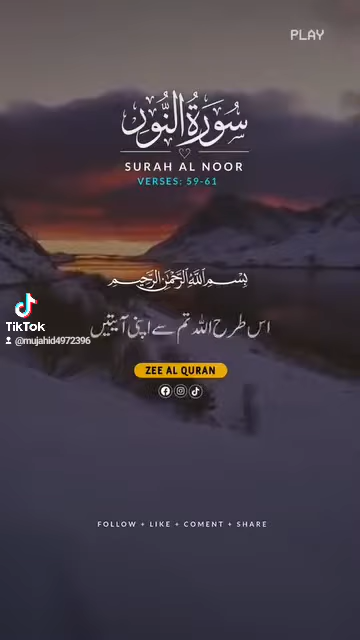 PLAY
سُورَةُ النُّورِ
SURAH AL NOOR
VERSES: 59-61
بِسْمِ اللَّهِ الرَّحْمَٰنِ الرَّحِيمِ
اس طرح اللہ تم سے اپنی آیتیں
TikTok
@mujahid4972396
ZEE AL QURAN
FOLLOW + LIKE + COMENT + SHARE